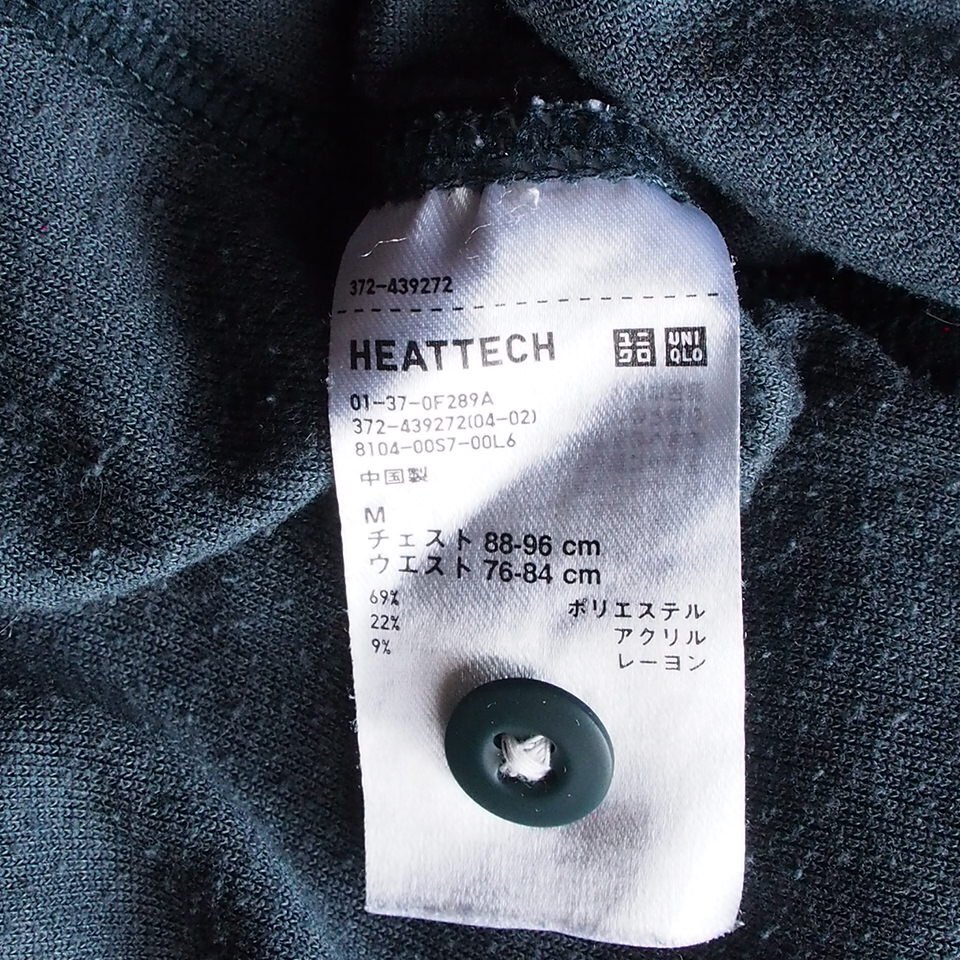 372-439272
HEATTECH ユニクロ UNIQLO
01-37-0F289A
372-439272(04-02)
8104-00S7-00L6
中国製
M
チェスト 88-96 cm
ウエスト 76-84 cm
69% ポリエステル
22% アクリル
9% レーヨン